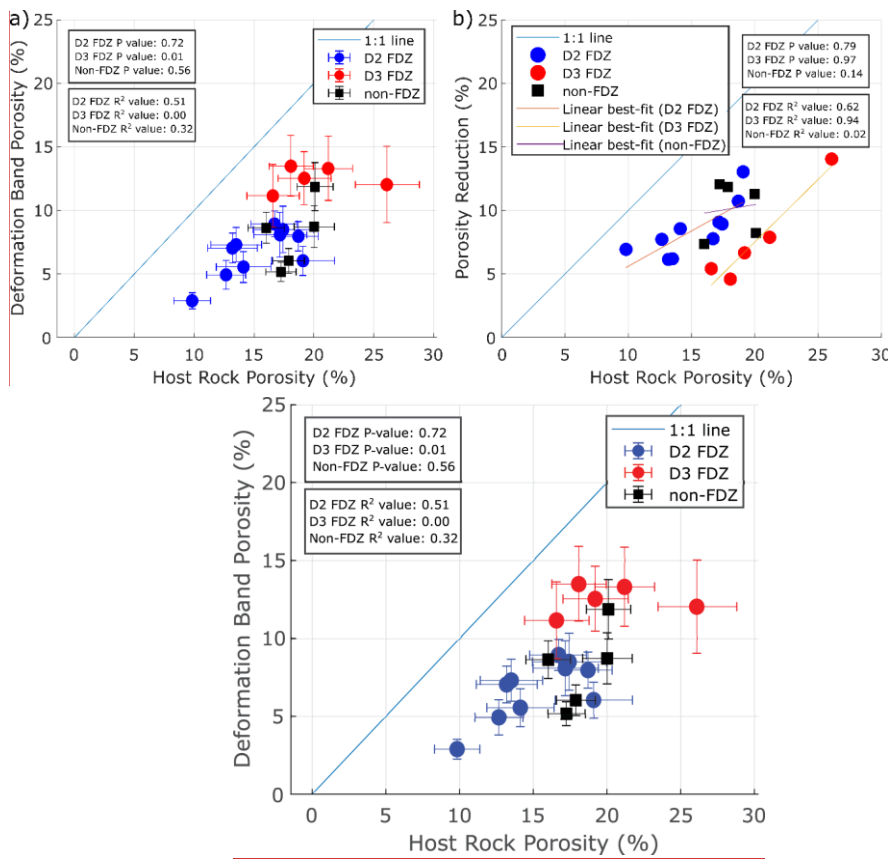 a)
D2 FDZ P value: 0.72
D3 FDZ P value: 0.01
Non-FDZ P value: 0.56
D2 FDZ R² value: 0.51
D3 FDZ R² value: 0.00
Non-FDZ R² value: 0.32
1:1 line
D2 FDZ
D3 FDZ
non-FDZ
Deformation Band Porosity (%)
25
20
15
10
5
0
0 5 10 15 20 25 30
Host Rock Porosity (%)
b)
1:1 line
D2 FDZ
D3 FDZ
non-FDZ
Linear best-fit (D2 FDZ)
Linear best-fit (D3 FDZ)
Linear best-fit (non-FDZ)
D2 FDZ P value: 0.79
D3 FDZ P value: 0.97
Non-FDZ P value: 0.14
D2 FDZ R² value: 0.62
D3 FDZ R² value: 0.94
Non-FDZ R² value: 0.02
Porosity Reduction (%)
25
20
15
10
5
0
0 5 10 15 20 25 30
Host Rock Porosity (%)
D2 FDZ P-value: 0.72
D3 FDZ P-value: 0.01
Non-FDZ P-value: 0.56
D2 FDZ R² value: 0.51
D3 FDZ R² value: 0.00
Non-FDZ R² value: 0.32
1:1 line
D2 FDZ
D3 FDZ
non-FDZ
Deformation Band Porosity (%)
25
20
15
10
5
0
0 5 10 15 20 25 30
Host Rock Porosity (%)